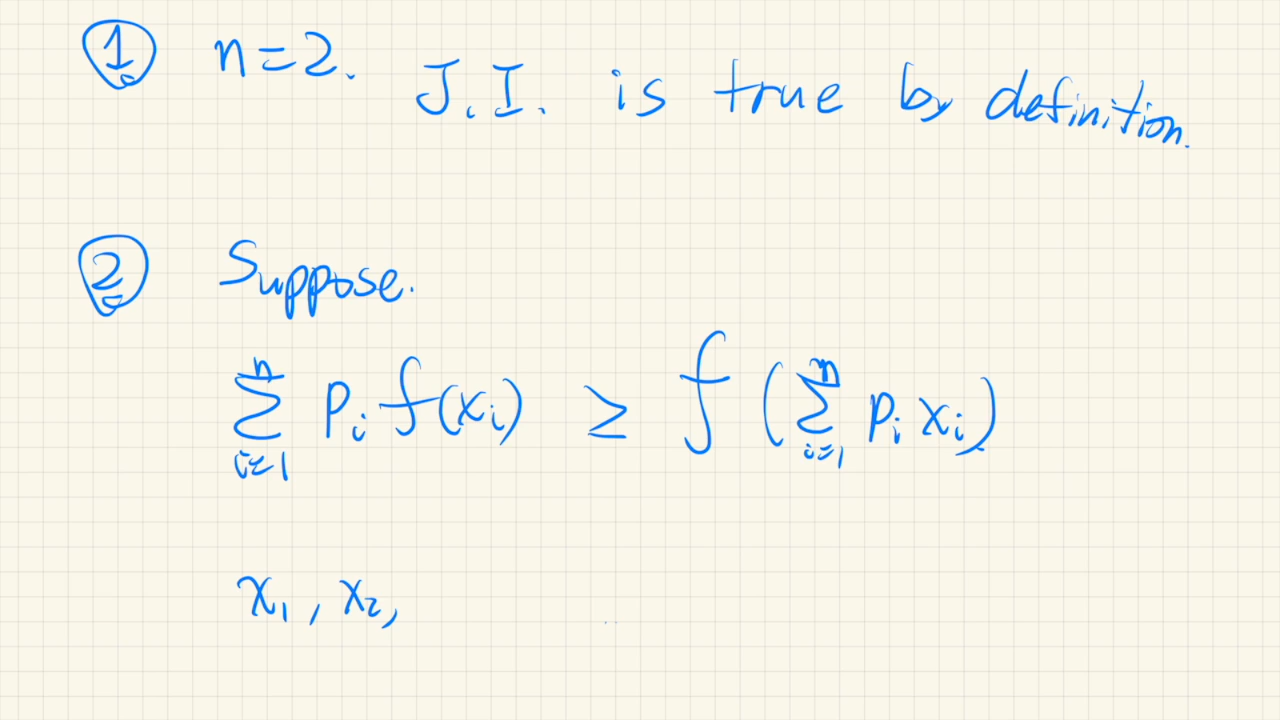 ① n=2. J.I. is true by definition.
② Suppose.
∑_{i=1}^{n} p_i f(x_i) ≥ f(∑_{i=1}^{n} p_i x_i)
x_1, x_2,